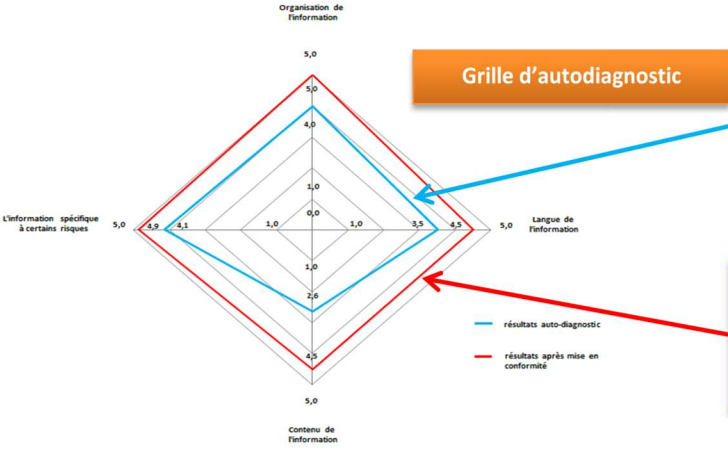 Organisation de
l'information
5,0
Grille d'autodiagnostic
5,0
4,0
1,0
0,0
L'information spécifique
à certains risques
5,0
4,9
4,1
1,0
1,0
3,5
4,5
5,0
Langue de
l'information
1,0
2,6
résultats auto-diagnostic
résultats après mise en
conformité
4,5
5,0
Contenu de
l'information